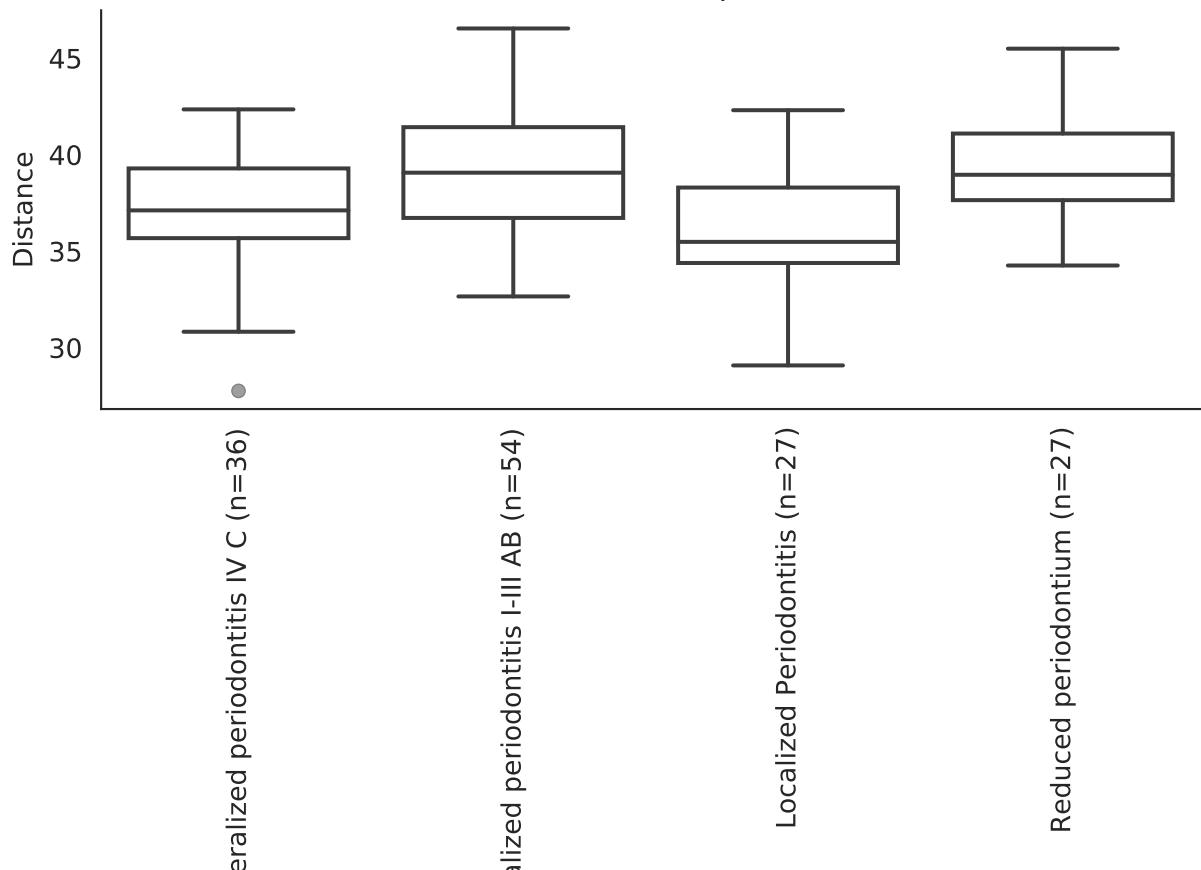 Distance
45
40
35
30
eralized periodontitis IV C (n=36)
alized periodontitis I-III AB (n=54)
Localized Periodontitis (n=27)
Reduced periodontium (n=27)